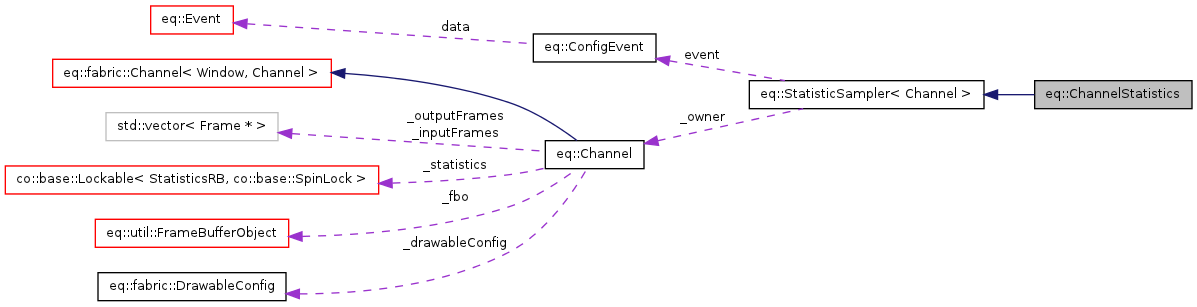 eq::Event
data
eq::ConfigEvent
event
eq::fabric::Channel< Window, Channel >
eq::StatisticSampler< Channel >
eq::ChannelStatistics
_outputFrames
_inputFrames
_owner
std::vector< Frame * >
eq::Channel
_statistics
co::base::Lockable< StatisticsRB, co::base::SpinLock >
_fbo
eq::util::FrameBufferObject
_drawableConfig
eq::fabric::DrawableConfig